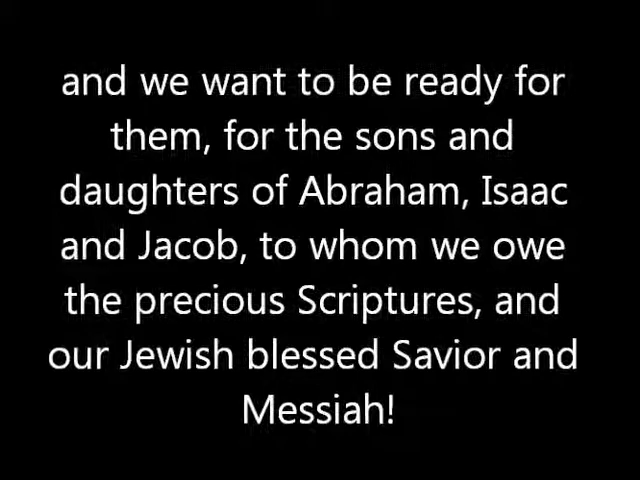 and we want to be ready for
them, for the sons and
daughters of Abraham, Isaac
and Jacob, to whom we owe
the precious Scriptures, and
our Jewish blessed Savior and
Messiah!